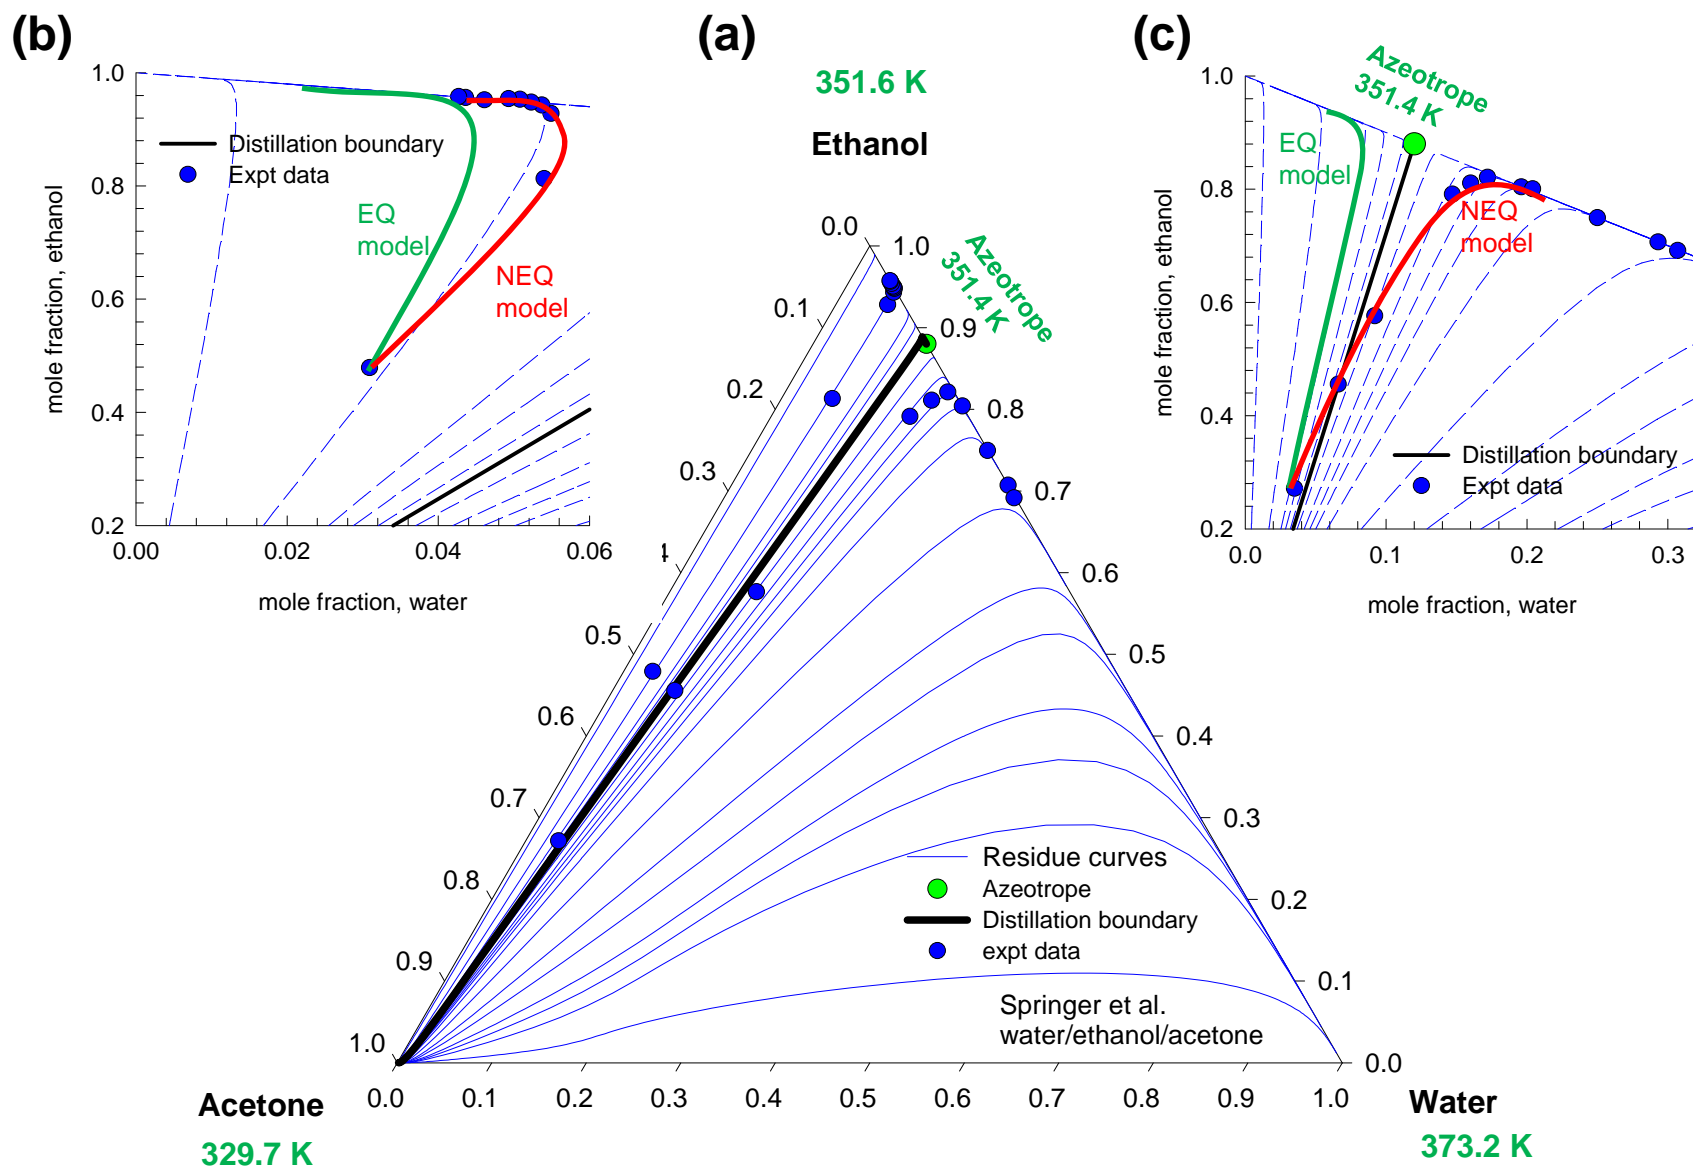 (b)
1.0
0.8
0.6
0.4
0.2
0.00
0.02
0.04
0.06
mole fraction, ethanol
mole fraction, water
Distillation boundary
Expt data
EQ
model
NEQ
model
(a)
351.6 K
Ethanol
Azeotrope
351.4 K
0.0
0.1
0.2
0.3
0.5
0.6
0.7
0.8
0.9
1.0
1.0
0.9
0.8
0.7
0.6
0.5
0.4
0.3
0.2
0.1
0.0
0.0
0.1
0.2
0.3
0.4
0.5
0.6
0.7
0.8
0.9
1.0
Residue curves
Azeotrope
Distillation boundary
expt data
Springer et al.
water/ethanol/acetone
Acetone
329.7 K
Water
373.2 K
(c)
Azeotrope
351.4 K
1.0
0.8
0.6
0.4
0.2
0.0
0.1
0.2
0.3
mole fraction, ethanol
mole fraction, water
EQ
model
NEQ
model
Distillation boundary
Expt data